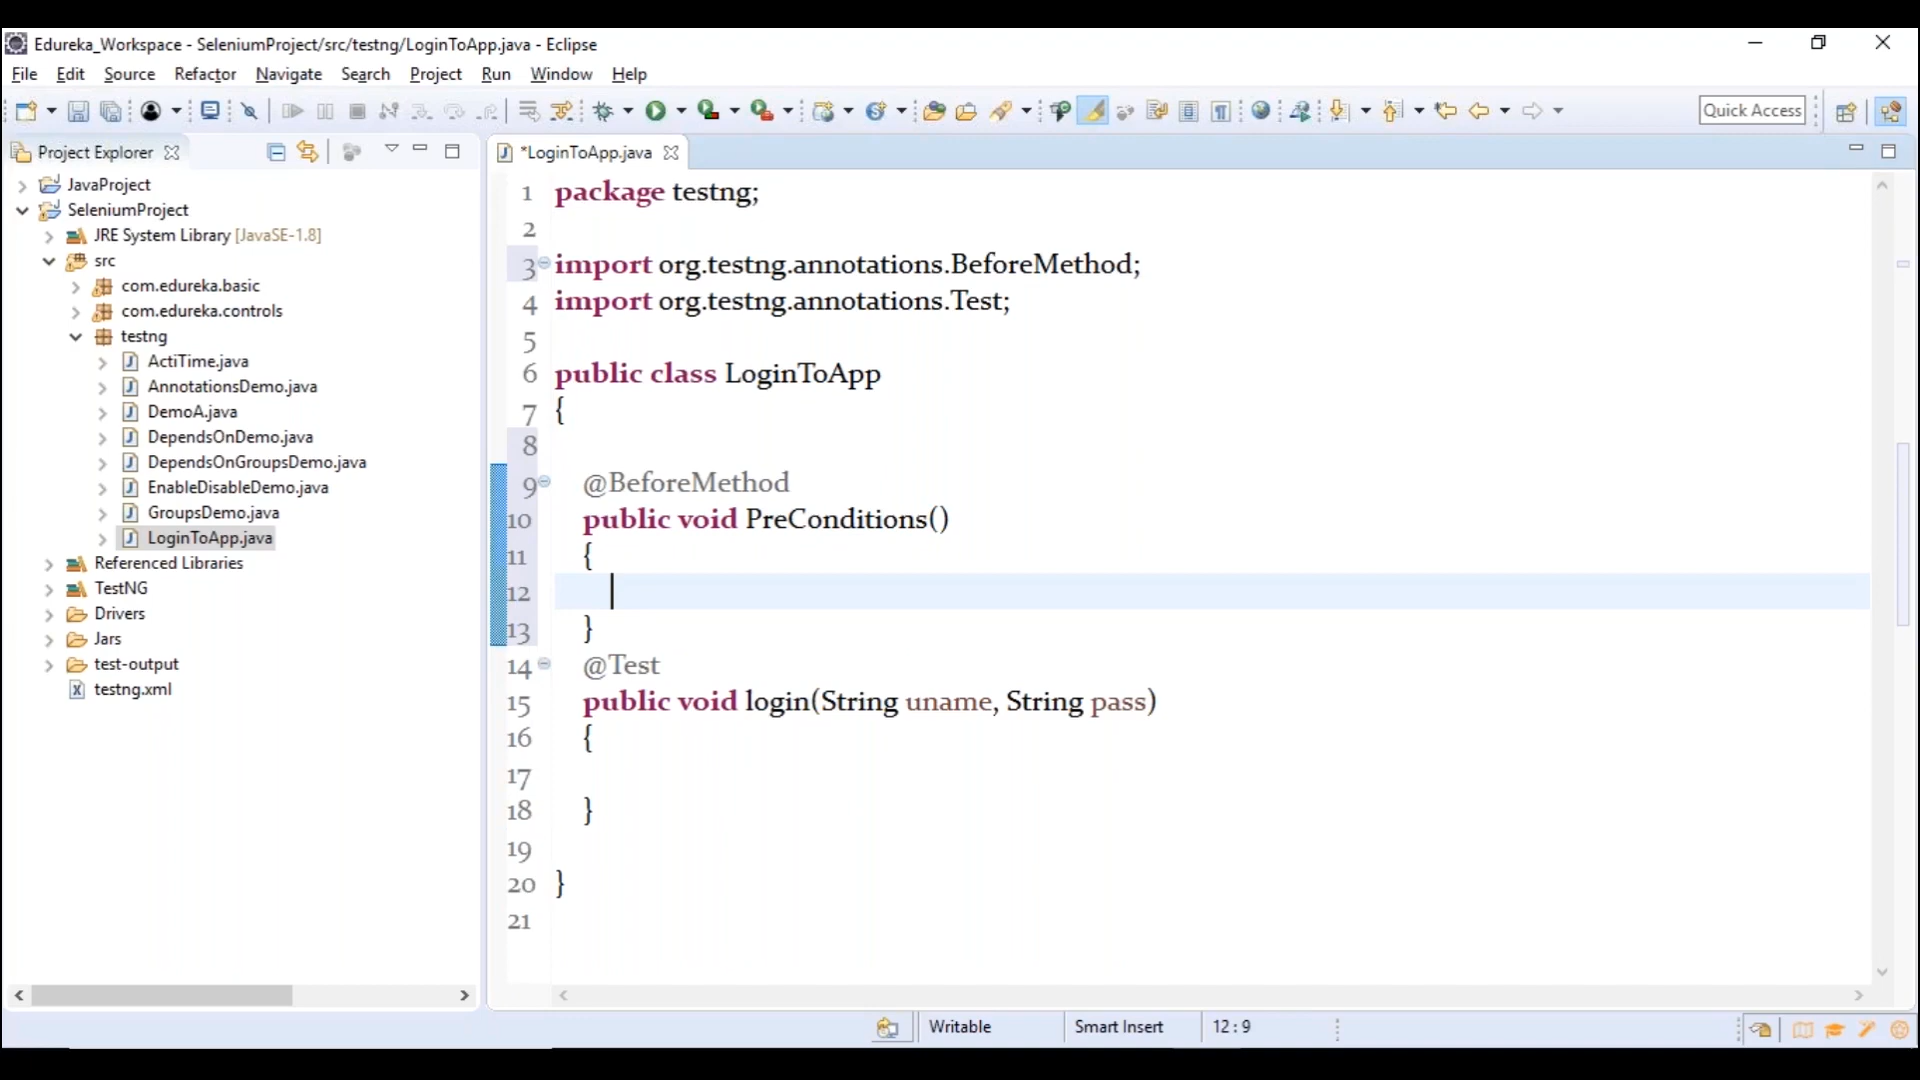 Edureka_Workspace - SeleniumProject/src/testng/LoginToApp.java - Eclipse
File Edit Source Refactor Navigate Search Project Run Window Help
Quick Access
Project Explorer
*LoginToApp.java
JavaProject
SeleniumProject
JRE System Library [JavaSE-1.8]
src
com.edureka.basic
com.edureka.controls
testng
ActiTime.java
AnnotationsDemo.java
DemoA.java
DependsOnDemo.java
DependsOnGroupsDemo.java
EnableDisableDemo.java
GroupsDemo.java
LoginToApp.java
Referenced Libraries
TestNG
Drivers
Jars
test-output
testng.xml
1 package testng;
2
3 import org.testng.annotations.BeforeMethod;
4 import org.testng.annotations.Test;
5
6 public class LoginToApp
7 {
8
9 @BeforeMethod
10 public void PreConditions()
11 {
12
13 }
14 @Test
15 public void login(String uname, String pass)
16 {
17
18 }
19
20 }
21
Writable Smart Insert 12 : 9